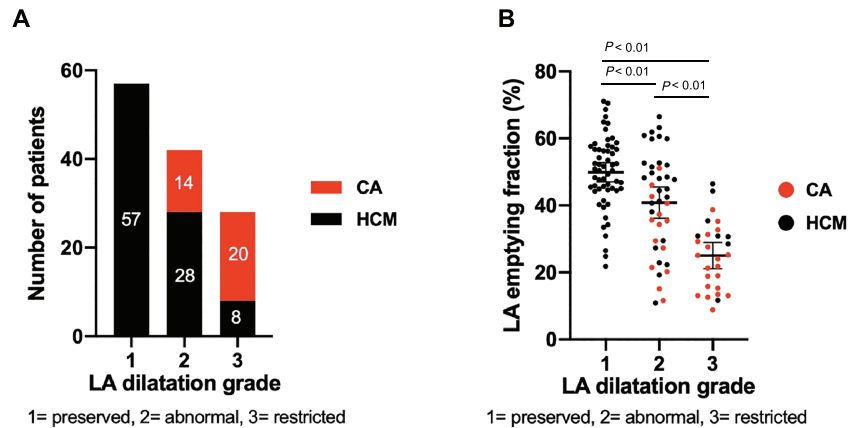 A
Number of patients
60
40
20
0
57
14
28
20
8
1 2 3
LA dilatation grade
1= preserved, 2= abnormal, 3= restricted
CA
HCM
B
LA emptying fraction (%)
80
60
40
20
0
P < 0.01
P < 0.01
P < 0.01
1 2 3
LA dilatation grade
1= preserved, 2= abnormal, 3= restricted
CA
HCM